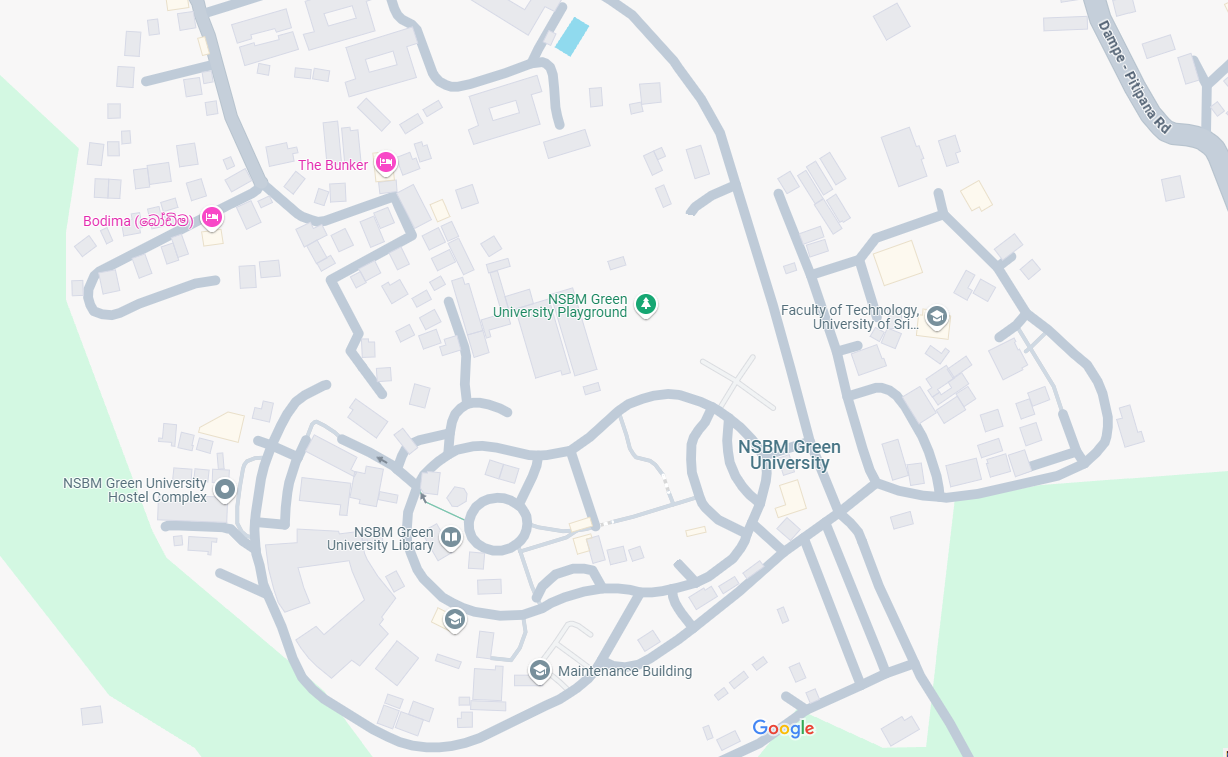 Dampe - Pitipana Rd
The Bunker
Bodima (බෝඩිම)
NSBM Green
University Playground
Faculty of Technology,
University of Sri...
NSBM Green
University
NSBM Green University
Hostel Complex
NSBM Green
University Library
Maintenance Building
Google